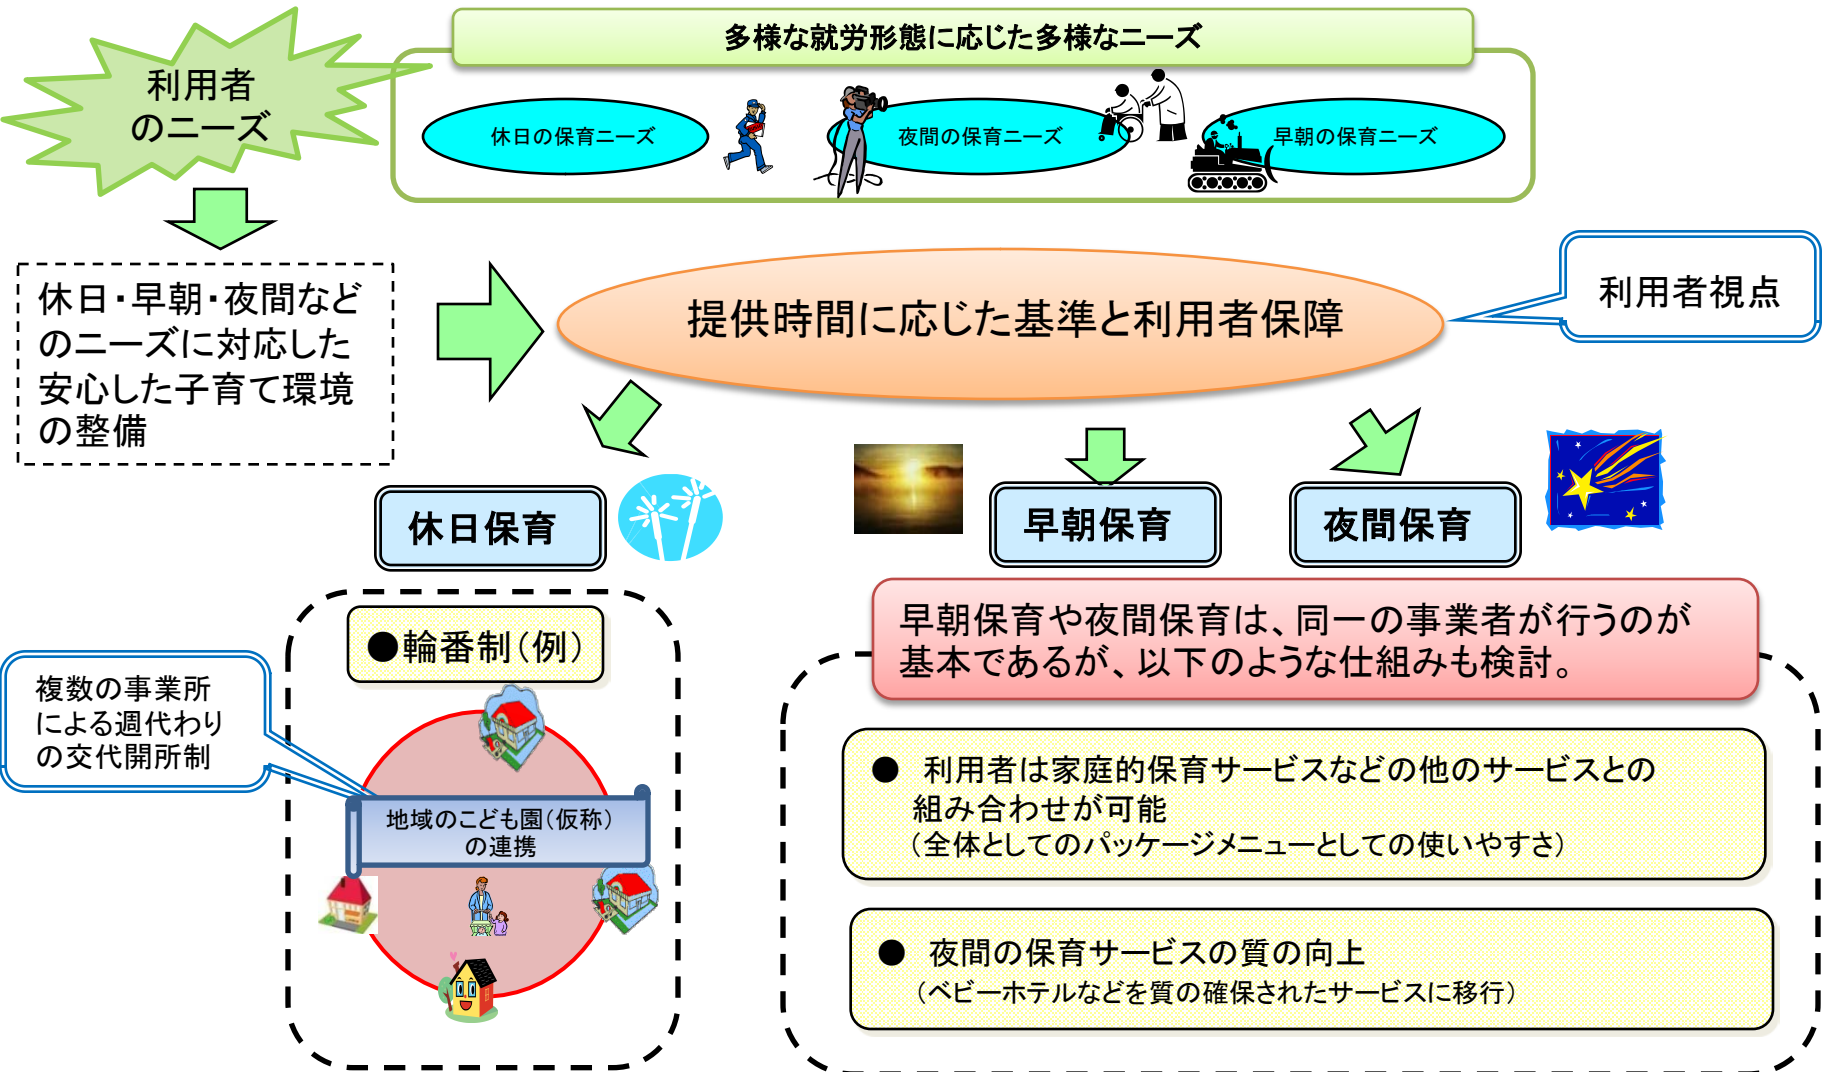 多様な就労形態に応じた多様なニーズ
利用者
のニーズ
休日の保育ニーズ
夜間の保育ニーズ
早朝の保育ニーズ
休日・早朝・夜間など
のニーズに対応した
安心した子育て環境
の整備
提供時間に応じた基準と利用者保障
利用者視点
休日保育
早朝保育
夜間保育
●輪番制（例）
複数の事業所
による週代わり
の交代開所制
地域のこども園（仮称）
の連携
早朝保育や夜間保育は、同一の事業者が行うのが
基本であるが、以下のような仕組みも検討。
● 利用者は家庭的保育サービスなどの他のサービスとの
組み合わせが可能
（全体としてのパッケージメニューとしての使いやすさ）
● 夜間の保育サービスの質の向上
（ベビーホテルなどを質の確保されたサービスに移行）